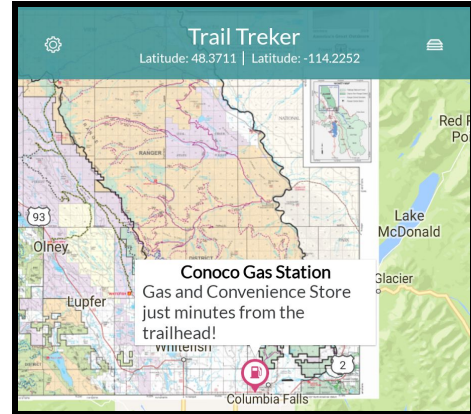 Trail Treker
Latitude: 48.3711 | Latitude: -114.2252
NATIONAL
RANGER
DISTRICT
Red
Po
93
Olney
Lake
McDonald
Conoco Gas Station
Gas and Convenience Store
just minutes from the
trailhead!
Glacier
Lupfer
Whitefish
2
Columbia Falls